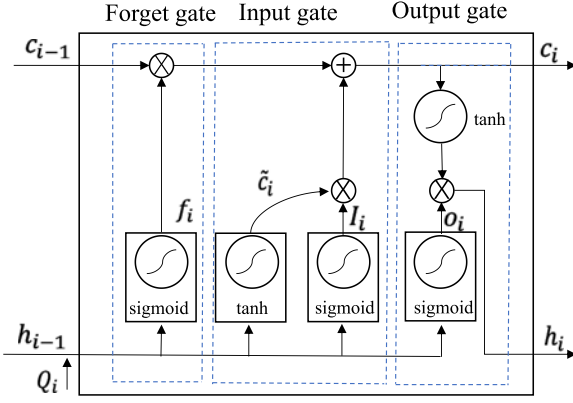 Forget gate Input gate Output gate
c_{i−1} c_i
tanh
c̃_i
f_i I_i o_i
sigmoid tanh sigmoid sigmoid
h_{i−1} h_i
Q_i